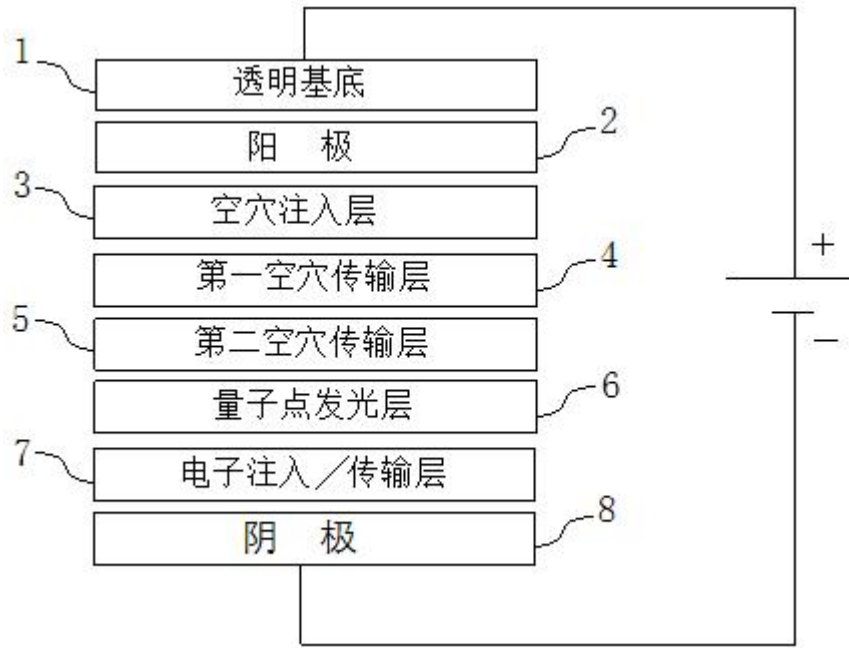 1
透明基底
阳 极
2
3
空穴注入层
第一空穴传输层
4
5
第二空穴传输层
量子点发光层
6
7
电子注入／传输层
阴 极
8
+
−